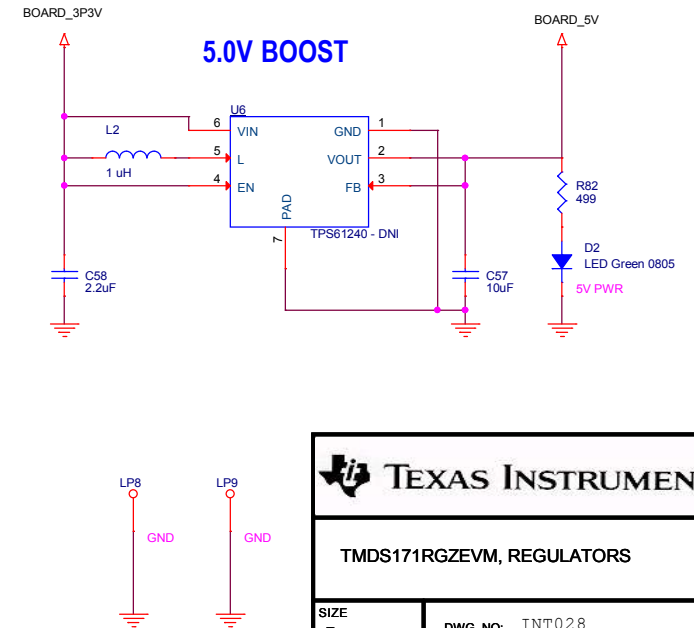 BOARD_3P3V
BOARD_5V
5.0V BOOST
U6
L2
1 uH
6 VIN
5 L
4 EN
GND 1
VOUT 2
FB 3
PAD
7
TPS61240 - DNI
R82
499
D2
LED Green 0805
5V PWR
C58
2.2uF
C57
10uF
LP8
LP9
GND
GND
TEXAS INSTRUMEN
TMDS171RGZEVM, REGULATORS
SIZE
DWG NO: INT028